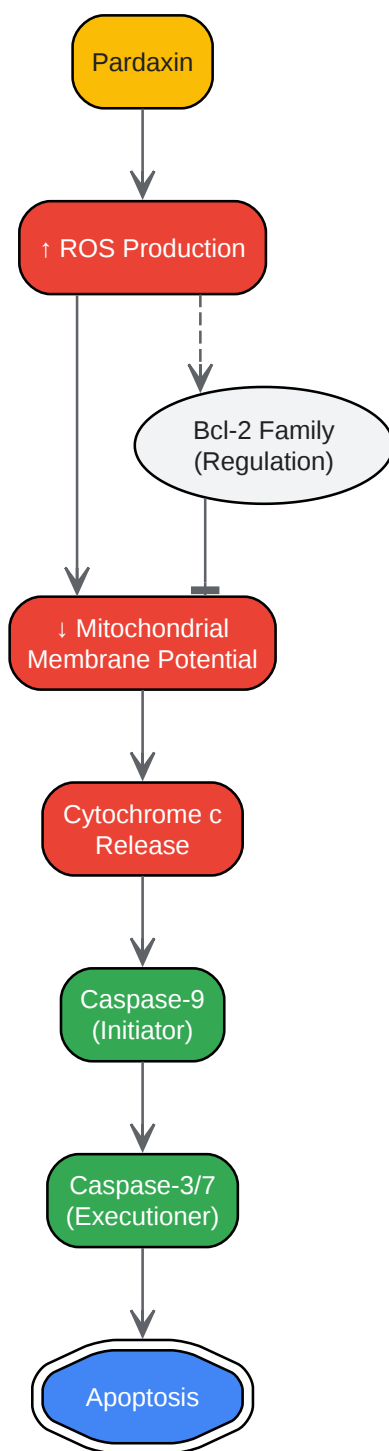 Pardaxin
↑ ROS Production
Bcl-2 Family
(Regulation)
↓ Mitochondrial
Membrane Potential
Cytochrome c
Release
Caspase-9
(Initiator)
Caspase-3/7
(Executioner)
Apoptosis